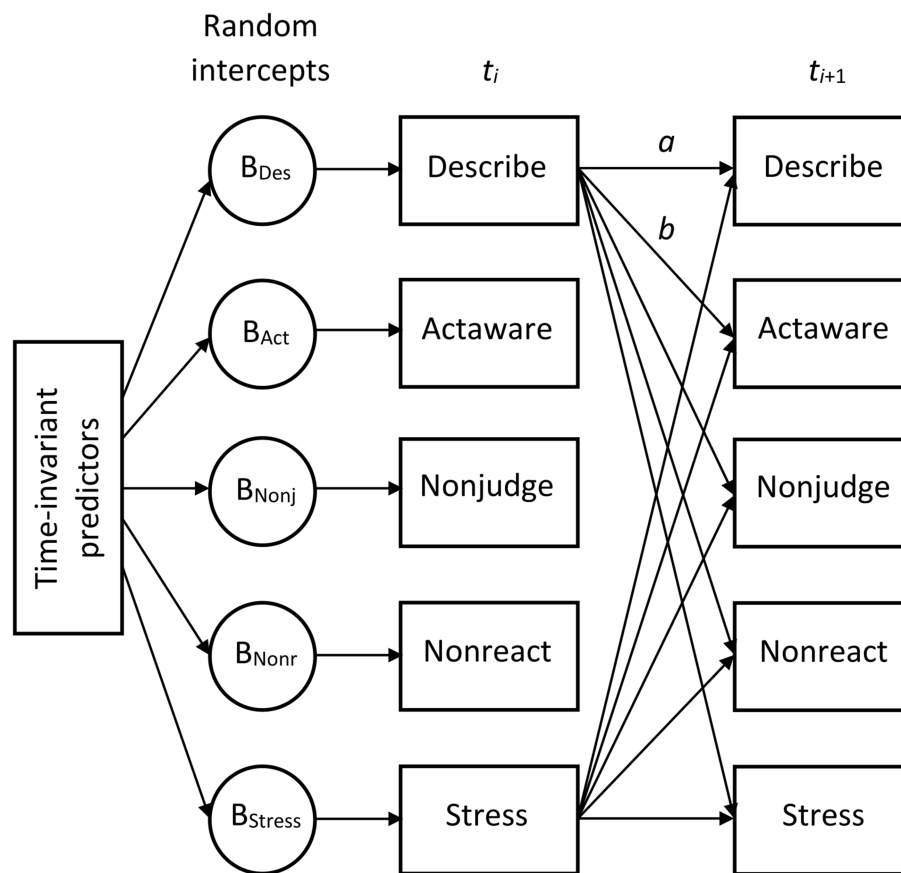 Random
intercepts
tᵢ
tᵢ₊₁
B_Des
Describe
a
Describe
b
B_Act
Actaware
Actaware
Time-invariant
predictors
B_Nonj
Nonjudge
Nonjudge
B_Nonr
Nonreact
Nonreact
B_Stress
Stress
Stress